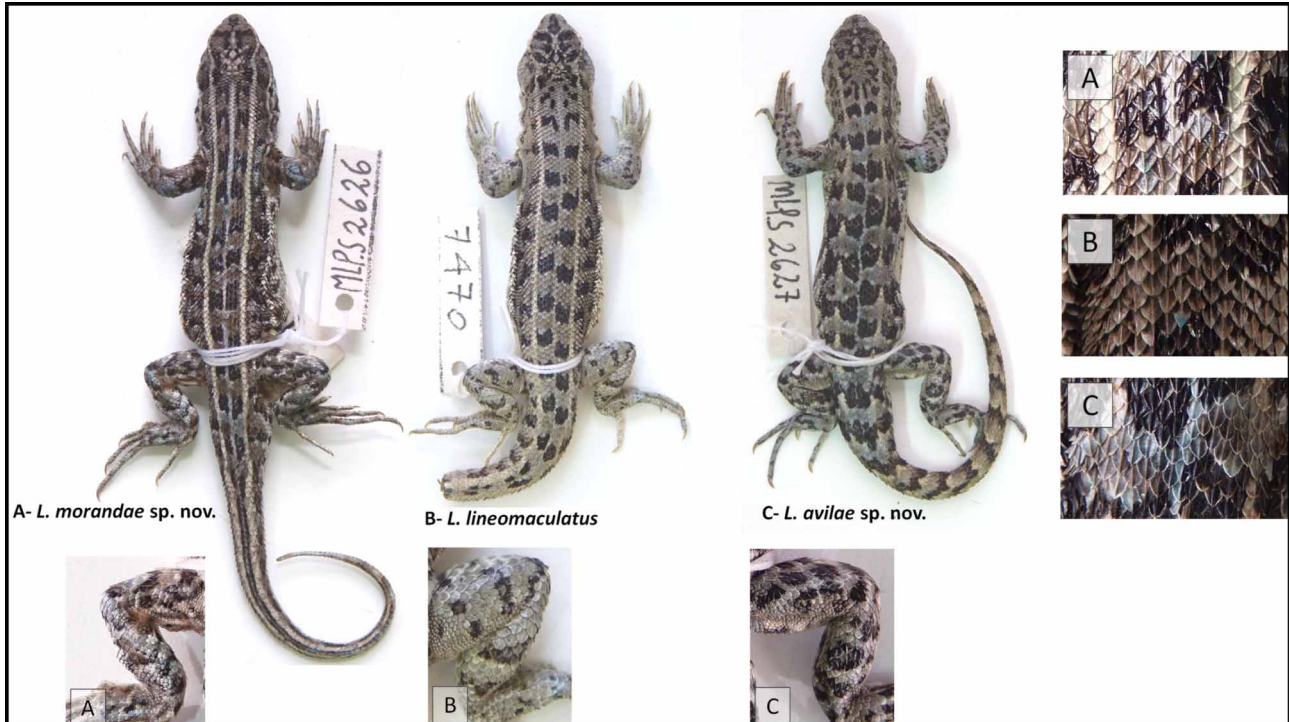 MLP.S 2626
7470
MLP.S 2627
A- L. morandae sp. nov.
B- L. lineomaculatus
C- L. avilae sp. nov.
A
B
C
A
B
C